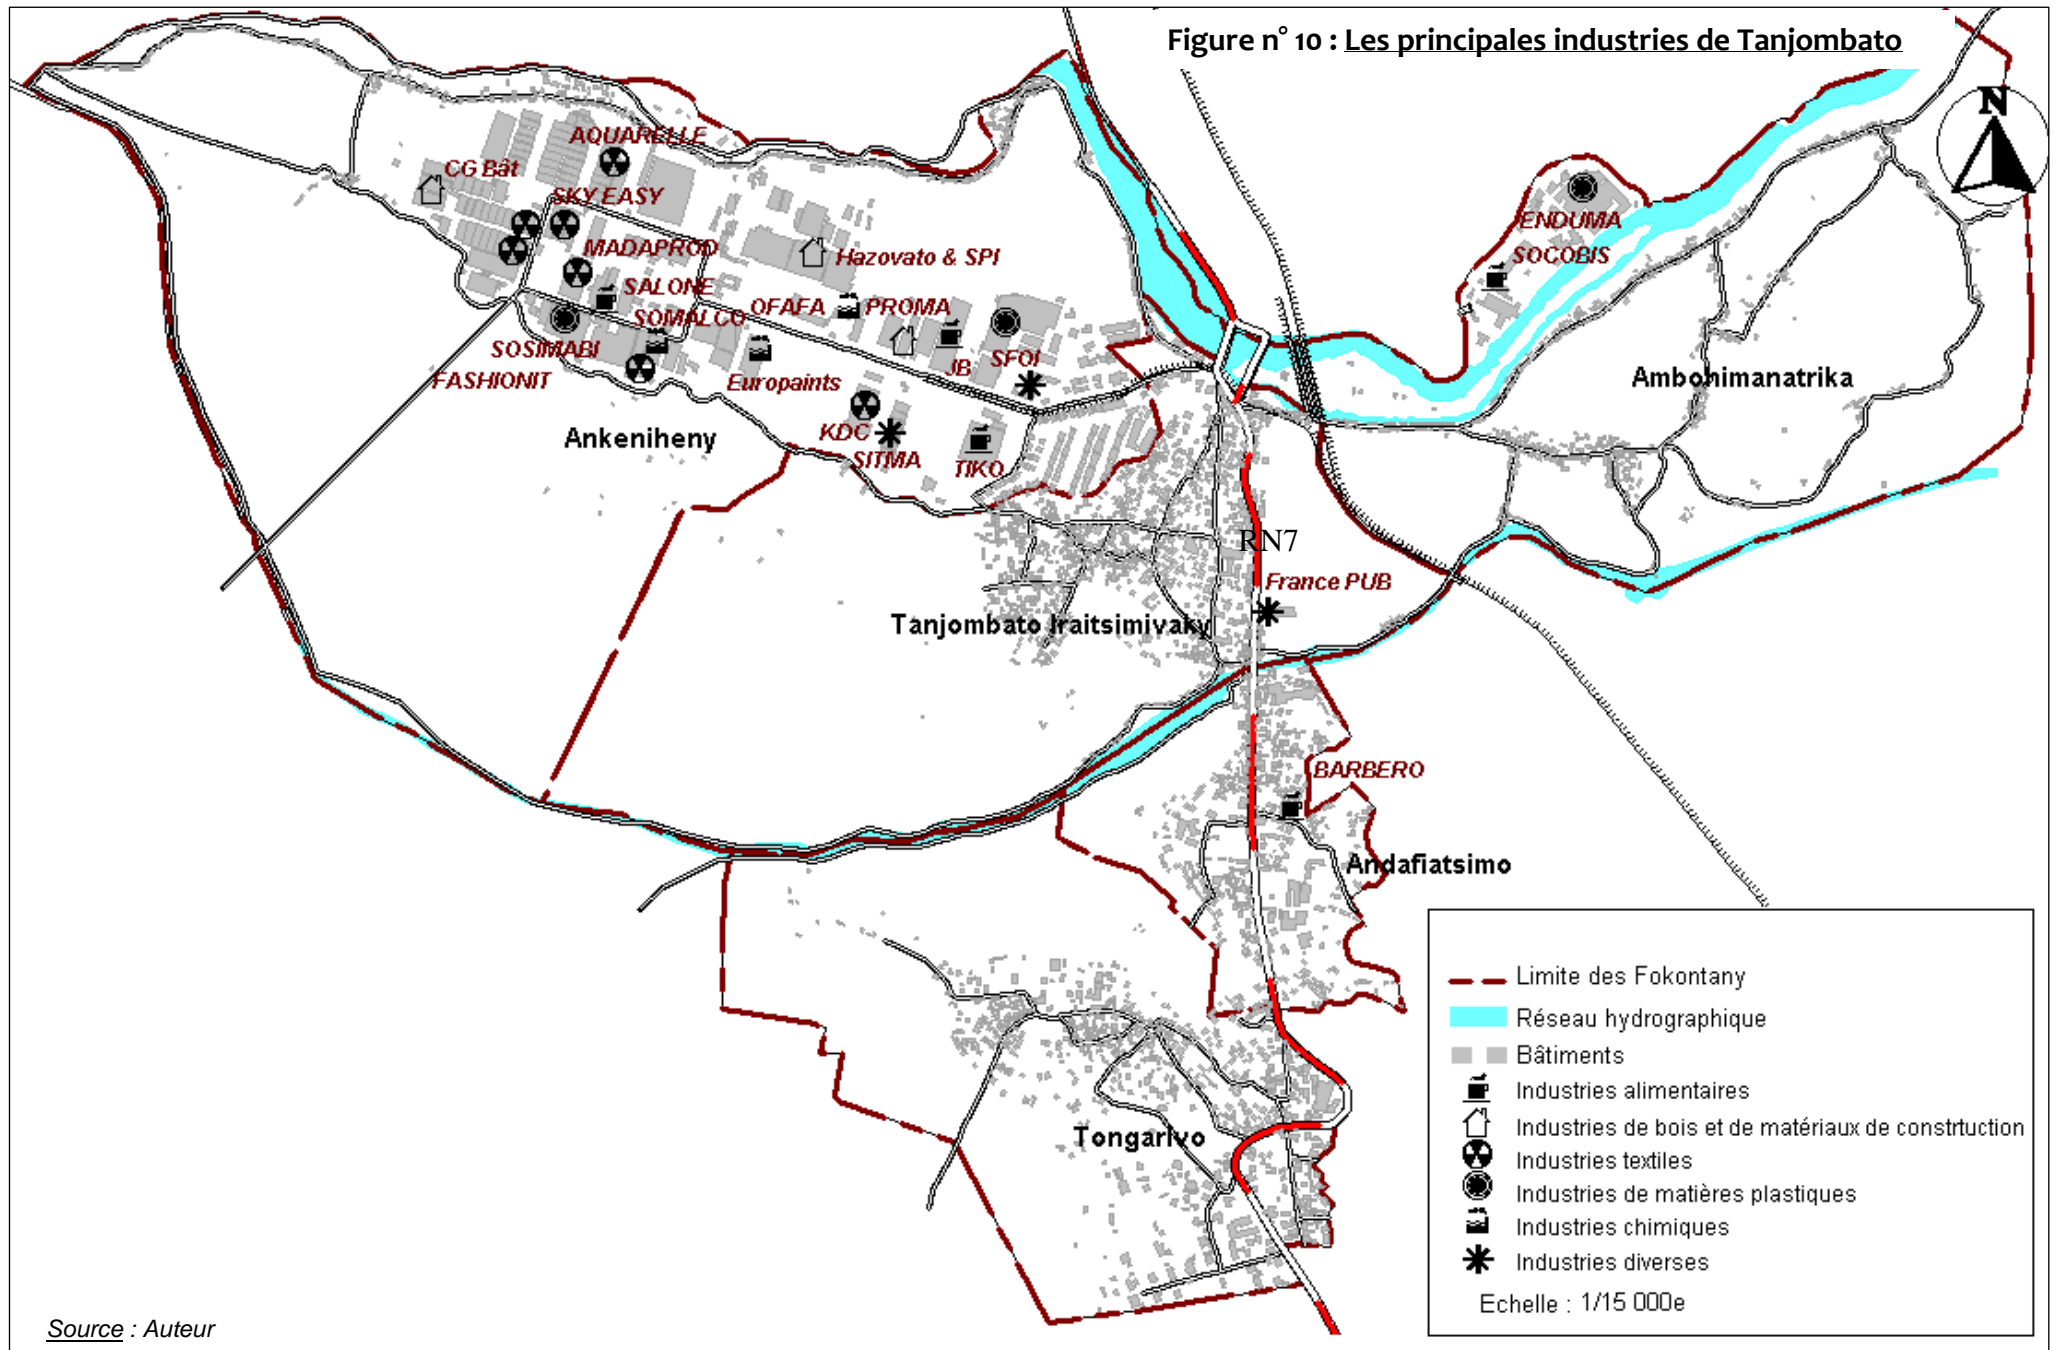 Figure n° 10 : Les principales industries de Tanjombato
N
AQUARELLE
CG Bât
SKY EASY
ENDUMA
MADAPROD
SOCOBIS
Hazovato & SPI
SALONE
OFAFA
PROMA
SOMALCO
SOSIMABI
SFOI
JB
FASHIONIT
Europaints
Ambohimanatrika
Ankeniheny
KDC
SITMA
TIKO
RN7
France PUB
Tanjombato Iraitsimivaky
BARBERO
Andafiatsimo
Tongarivo
Limite des Fokontany
Réseau hydrographique
Bâtiments
Industries alimentaires
Industries de bois et de matériaux de constrtuction
Industries textiles
Industries de matières plastiques
Industries chimiques
Industries diverses
Echelle : 1/15 000e
Source : Auteur